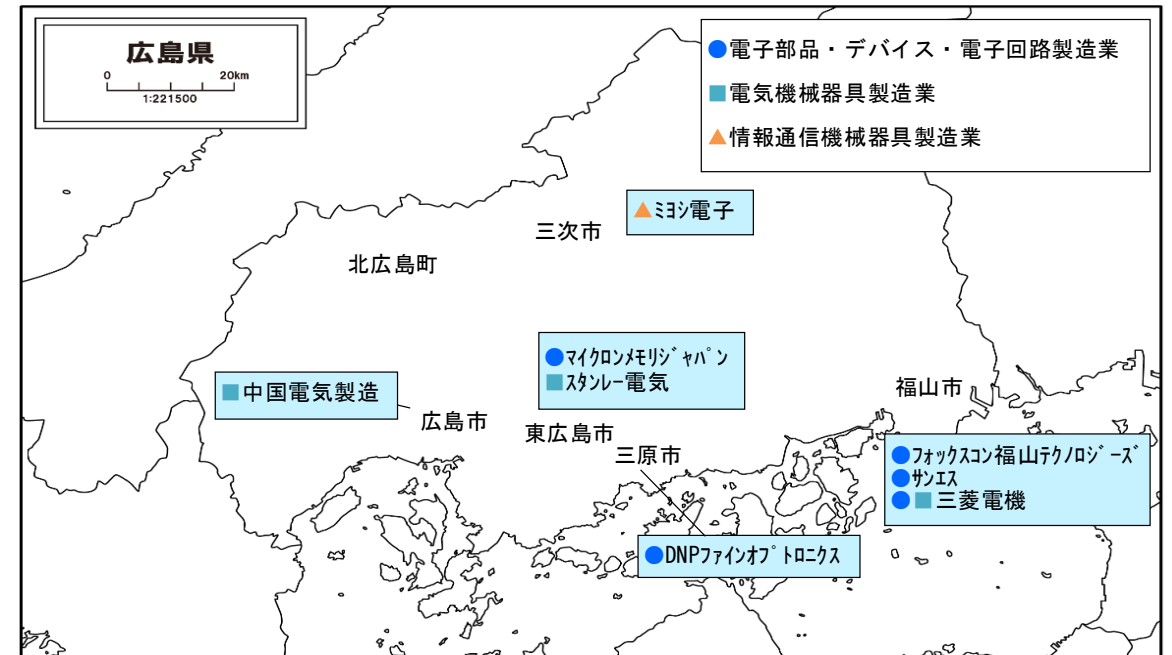 広島県
0 20km
1:221500
●電子部品・デバイス・電子回路製造業
■電気機械器具製造業
▲情報通信機械器具製造業
▲ミヨシ電子
三次市
北広島町
●マイクロンメモリジャパン
■スタンレー電気
■中国電気製造
広島市
東広島市
福山市
三原市
●フォックスコン福山テクノロジーズ
●サンエス
●■三菱電機
●DNPファインオプトロニクス